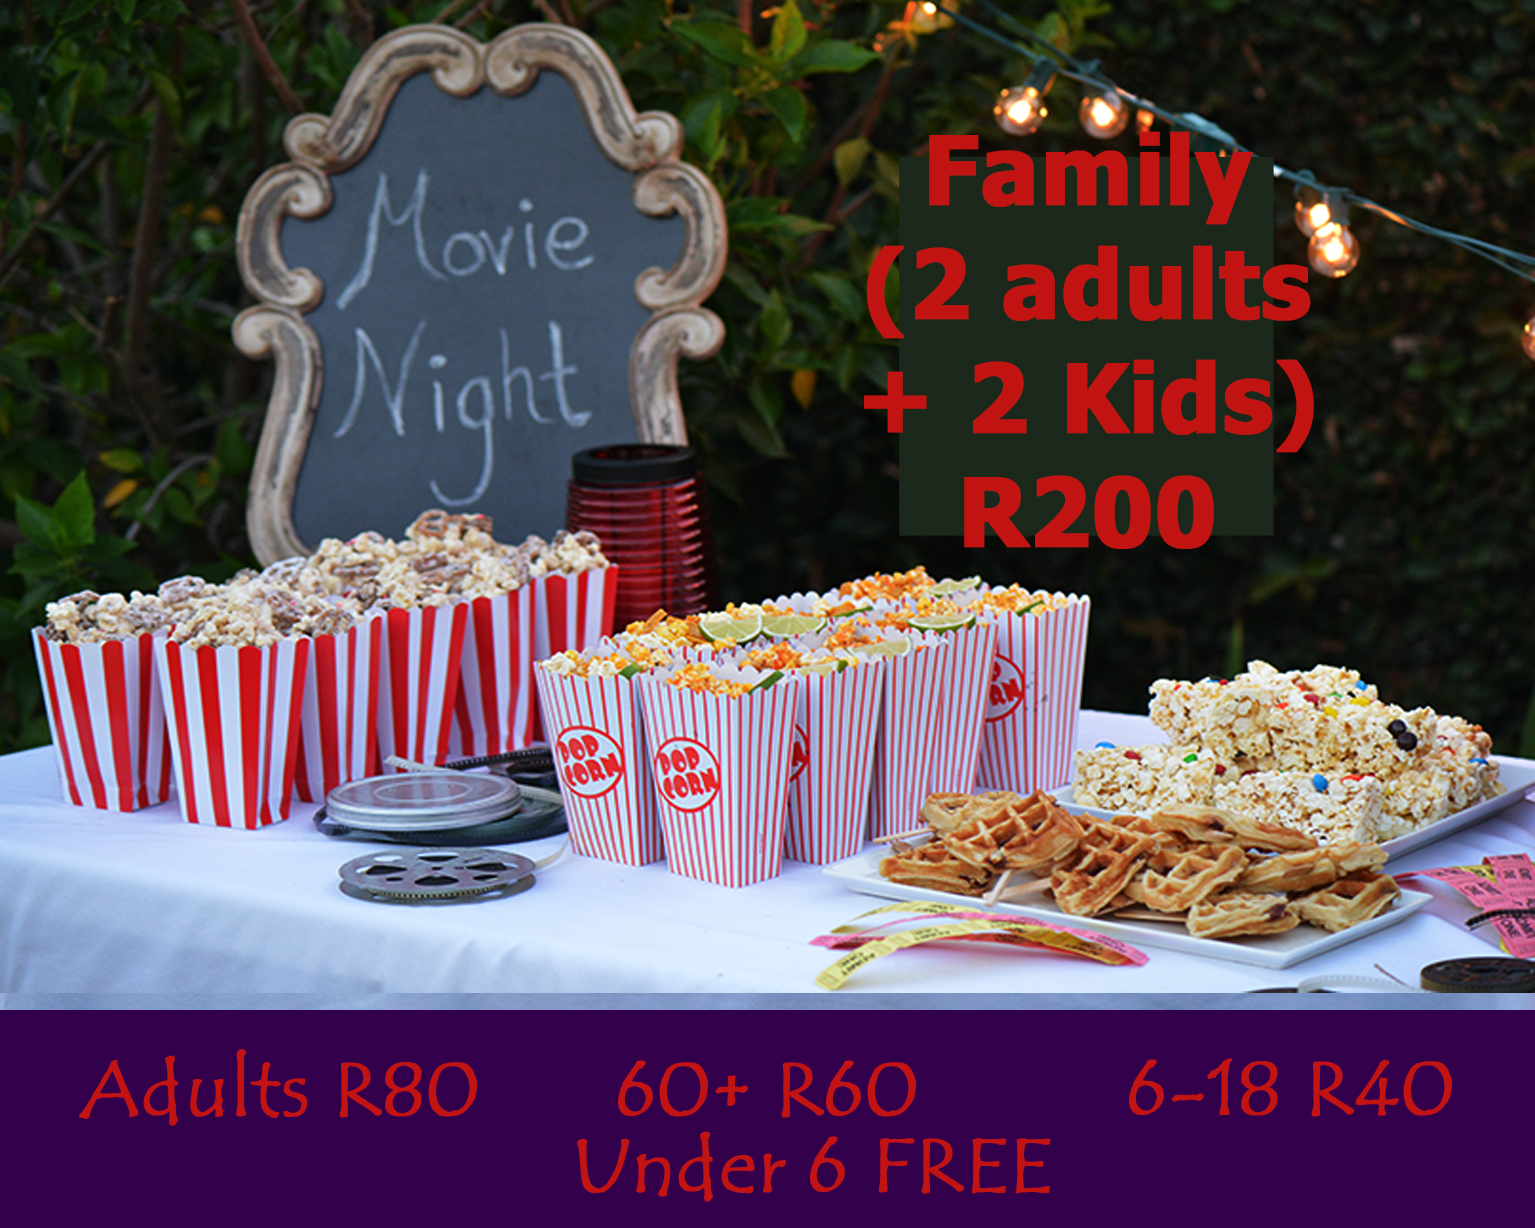 Movie
Night
Family
(2 adults
+ 2 Kids)
R200
POP
CORN
POP
CORN
Adults R80 60+ R60 6-18 R40
Under 6 FREE